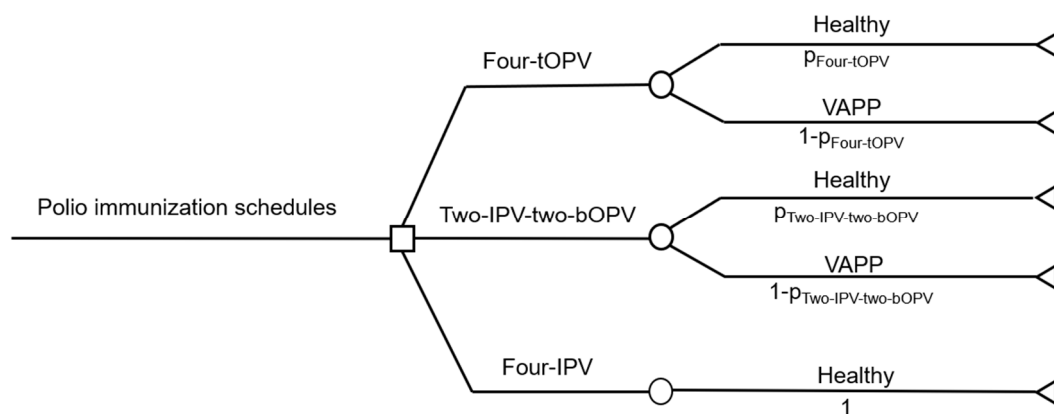 Healthy
Four-tOPV
pFour-tOPV
VAPP
1-pFour-tOPV
Healthy
Polio immunization schedules
Two-IPV-two-bOPV
pTwo-IPV-two-bOPV
VAPP
1-pTwo-IPV-two-bOPV
Four-IPV
Healthy
1